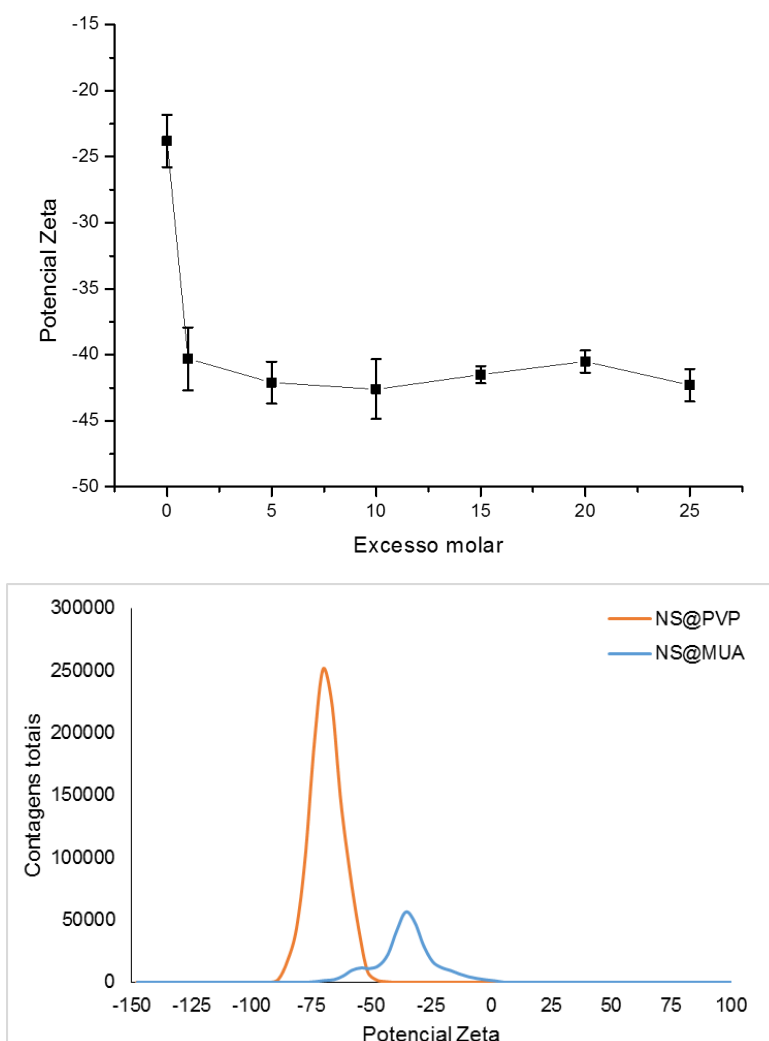 -15
-20
-25
-30
-35
-40
-45
-50
Potencial Zeta
0 5 10 15 20 25
Excesso molar
300000
250000
200000
150000
100000
50000
0
Contagens totais
NS@PVP
NS@MUA
-150 -125 -100 -75 -50 -25 0 25 50 75 100
Potencial Zeta